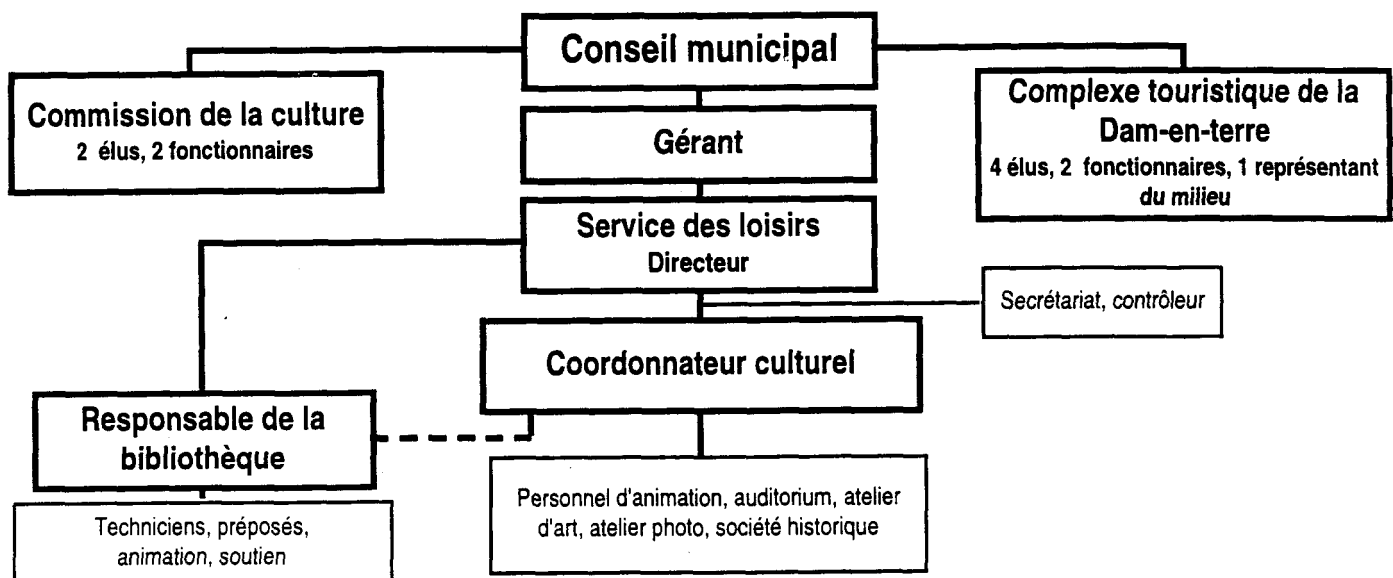 Conseil municipal
Commission de la culture
2 élus, 2 fonctionnaires
Complexe touristique de la
Dam-en-terre
4 élus, 2 fonctionnaires, 1 représentant
du milieu
Gérant
Service des loisirs
Directeur
Secrétariat, contrôleur
Coordonnateur culturel
Responsable de la
bibliothèque
Personnel d'animation, auditorium, atelier
d'art, atelier photo, société historique
Techniciens, préposés,
animation, soutien